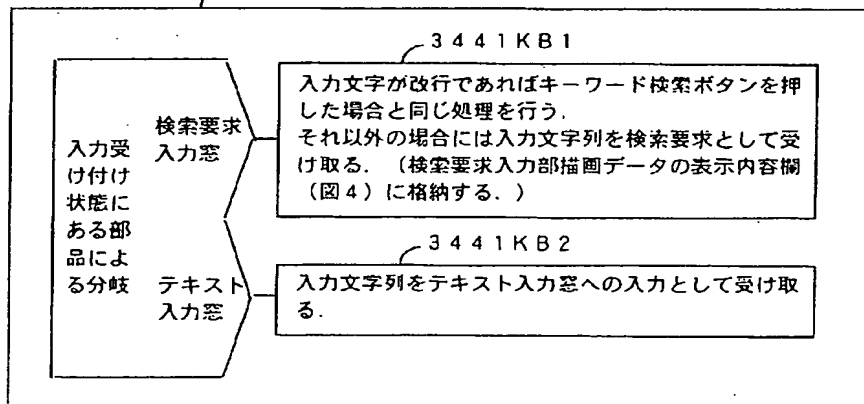 3441KB1
入力文字が改行であればキーワード検索ボタンを押
した場合と同じ処理を行う.
それ以外の場合には入力文字列を検索要求として受
け取る. (検索要求入力部描画データの表示内容欄
(図4)に格納する.)
検索要求
入力窓
入力受
け付け
状態に
ある部
品によ
る分岐
3441KB2
テキスト
入力窓
入力文字列をテキスト入力窓への入力として受け取
る.